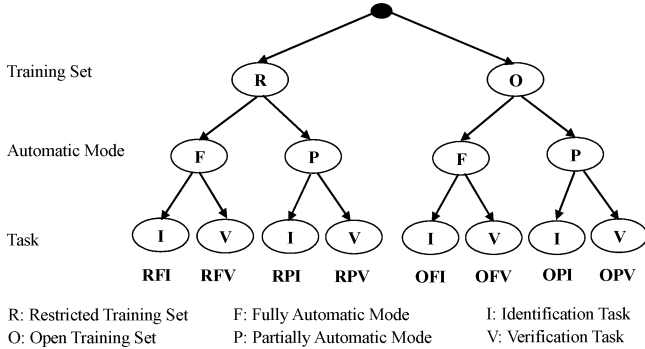 Training Set
R
O
Automatic Mode
F
P
F
P
Task
I
V
I
V
I
V
I
V
RFI
RFV
RPI
RPV
OFI
OFV
OPI
OPV
R: Restricted Training Set
F: Fully Automatic Mode
I: Identification Task
O: Open Training Set
P: Partially Automatic Mode
V: Verification Task